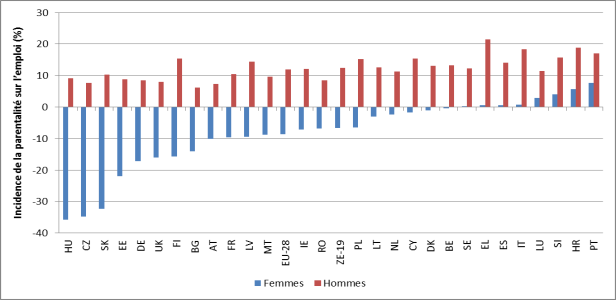 Incidence de la parentalité sur l'emploi (%)
30
20
10
0
-10
-20
-30
-40
HU CZ SK EE DE UK FI BG AT FR LV MT EU-28 IE RO ZE-19 PL LT NL CY DK BE SE EL ES IT LU SI HR PT
Femmes Hommes